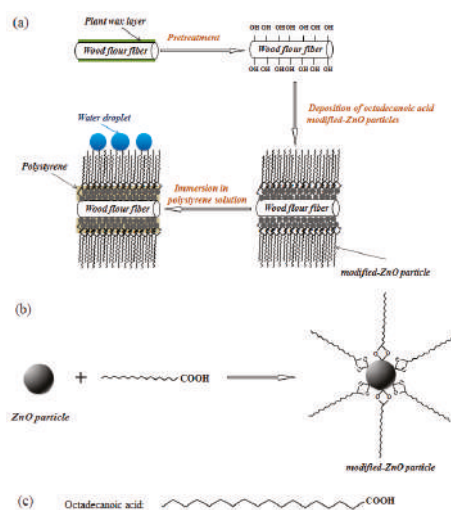 (a)
Plant wax layer
Wood flour fiber
Pretreatment
OH OH OH OH OH OH
Wood flour fiber
OH OH OH OH OH OH
Deposition of octadecanoic acid
modified-ZnO particles
Water droplet
Polystyrene
Wood flour fiber
Immersion in
polystyrene solution
Wood flour fiber
modified-ZnO particle
(b)
ZnO particle
+
COOH
modified-ZnO particle
(c)
Octadecanoic acid:
COOH